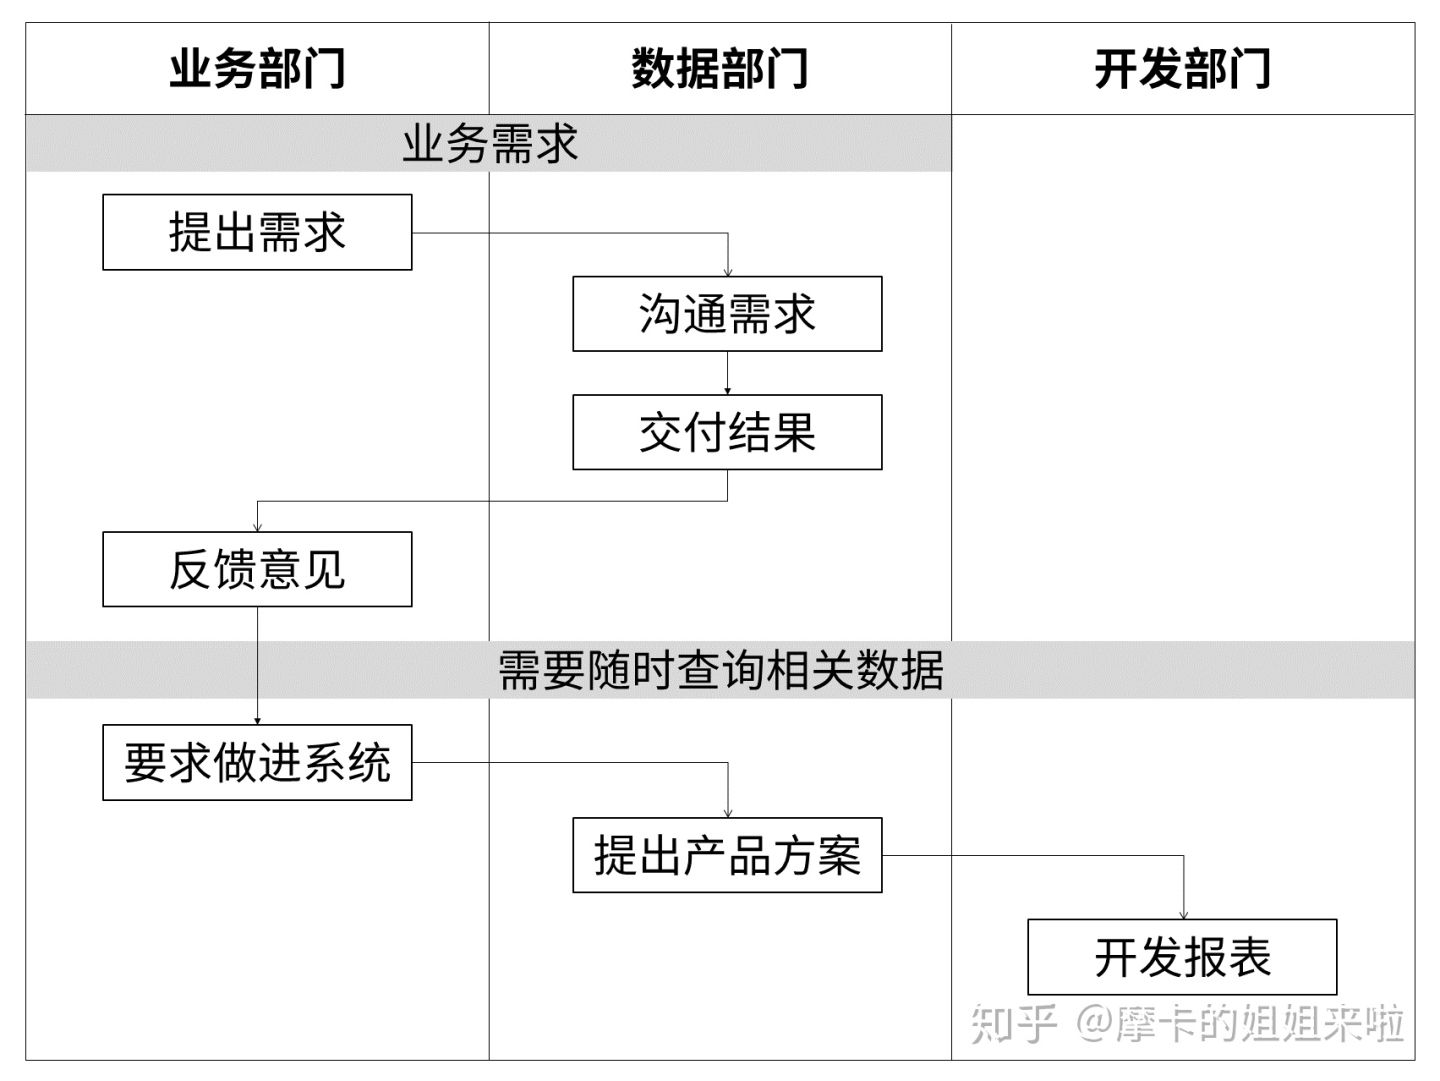 业务部门
数据部门
开发部门
业务需求
提出需求
沟通需求
交付结果
反馈意见
需要随时查询相关数据
要求做进系统
提出产品方案
开发报表
知乎 @摩卡的姐姐来啦